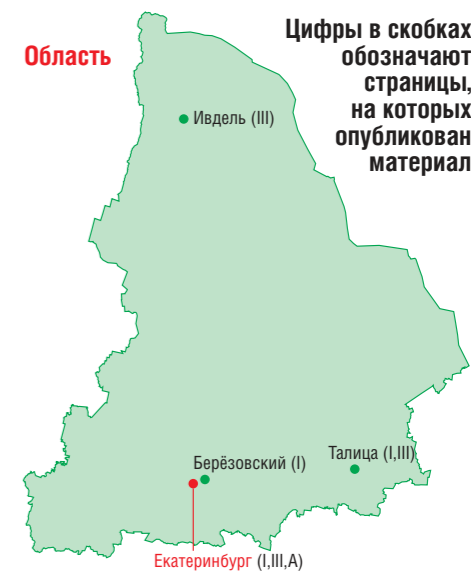 Область
Цифры в скобках
обозначают
страницы,
на которых
опубликован
материал
Ивдель (III)
Берёзовский (I)
Талица (I,III)
Екатеринбург (I,III,А)